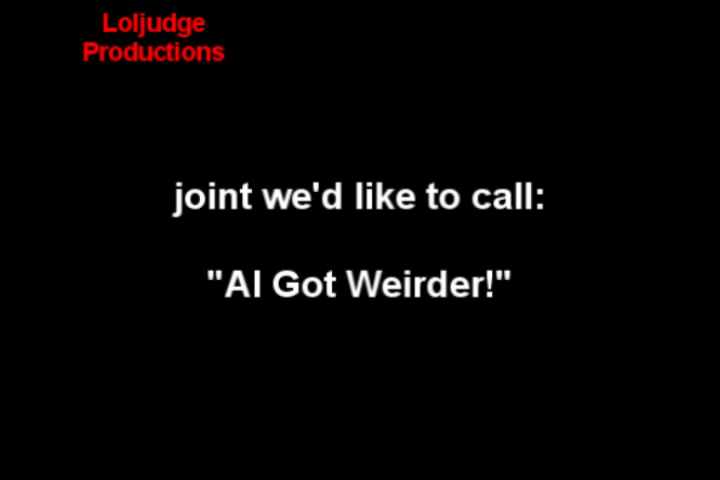 Loljudge
Productions
joint we'd like to call:
"AI Got Weirder!"